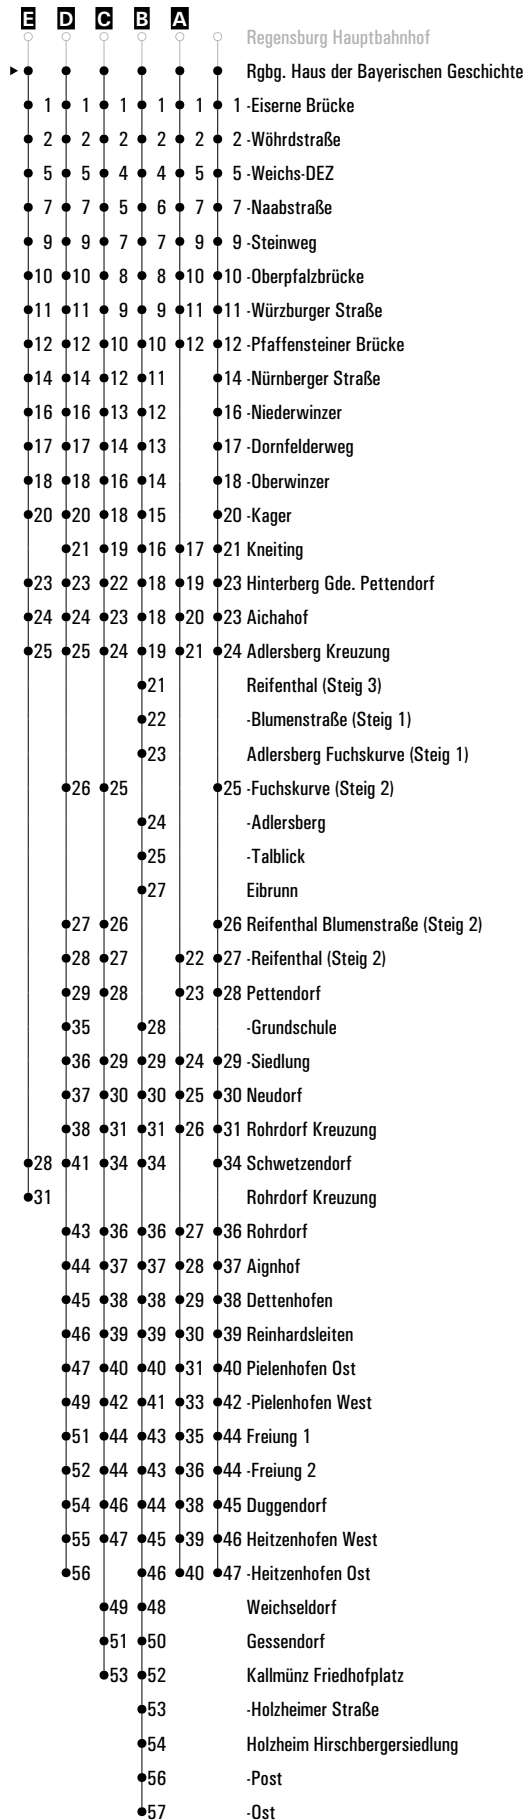 E D C B A
Regensburg Hauptbahnhof
Rgbg. Haus der Bayerischen Geschichte
1 1 1 1 1 1 -Eiserne Brücke
2 2 2 2 2 2 -Wöhrdstraße
5 5 4 4 5 5 -Weichs-DEZ
7 7 5 6 7 7 -Naabstraße
9 9 7 7 9 9 -Steinweg
10 10 8 8 10 10 -Oberpfalzbrücke
11 11 9 9 11 11 -Würzburger Straße
12 12 10 10 12 12 -Pfaffensteiner Brücke
14 14 12 11 14 -Nürnberger Straße
16 16 13 12 16 -Niederwinzer
17 17 14 13 17 -Dornfelderweg
18 18 16 14 18 -Oberwinzer
20 20 18 15 20 -Kager
21 19 16 17 21 Kneiting
23 23 22 18 19 23 Hinterberg Gde. Pettendorf
24 24 23 18 20 23 Aichahof
25 25 24 19 21 24 Adlersberg Kreuzung
21 Reifenthal (Steig 3)
22 -Blumenstraße (Steig 1)
23 Adlersberg Fuchskurve (Steig 1)
26 25 25 -Fuchskurve (Steig 2)
24 -Adlersberg
25 -Talblick
27 Eibrunn
27 26 26 Reifenthal Blumenstraße (Steig 2)
28 27 22 27 -Reifenthal (Steig 2)
29 28 23 28 Pettendorf
35 28 -Grundschule
36 29 29 24 29 -Siedlung
37 30 30 25 30 Neudorf
38 31 31 26 31 Rohrdorf Kreuzung
28 41 34 34 34 Schwetzendorf
31 Rohrdorf Kreuzung
43 36 36 27 36 Rohrdorf
44 37 37 28 37 Aignhof
45 38 38 29 38 Dettenhofen
46 39 39 30 39 Reinhardsleiten
47 40 40 31 40 Pielenhofen Ost
49 42 41 33 42 -Pielenhofen West
51 44 43 35 44 Freiung 1
52 44 43 36 44 -Freiung 2
54 46 44 38 45 Duggendorf
55 47 45 39 46 Heitzenhofen West
56 46 40 47 -Heitzenhofen Ost
49 48 Weichseldorf
51 50 Gessendorf
53 52 Kallmünz Friedhofplatz
53 -Holzheimer Straße
54 Holzheim Hirschbergersiedlung
56 -Post
57 -Ost